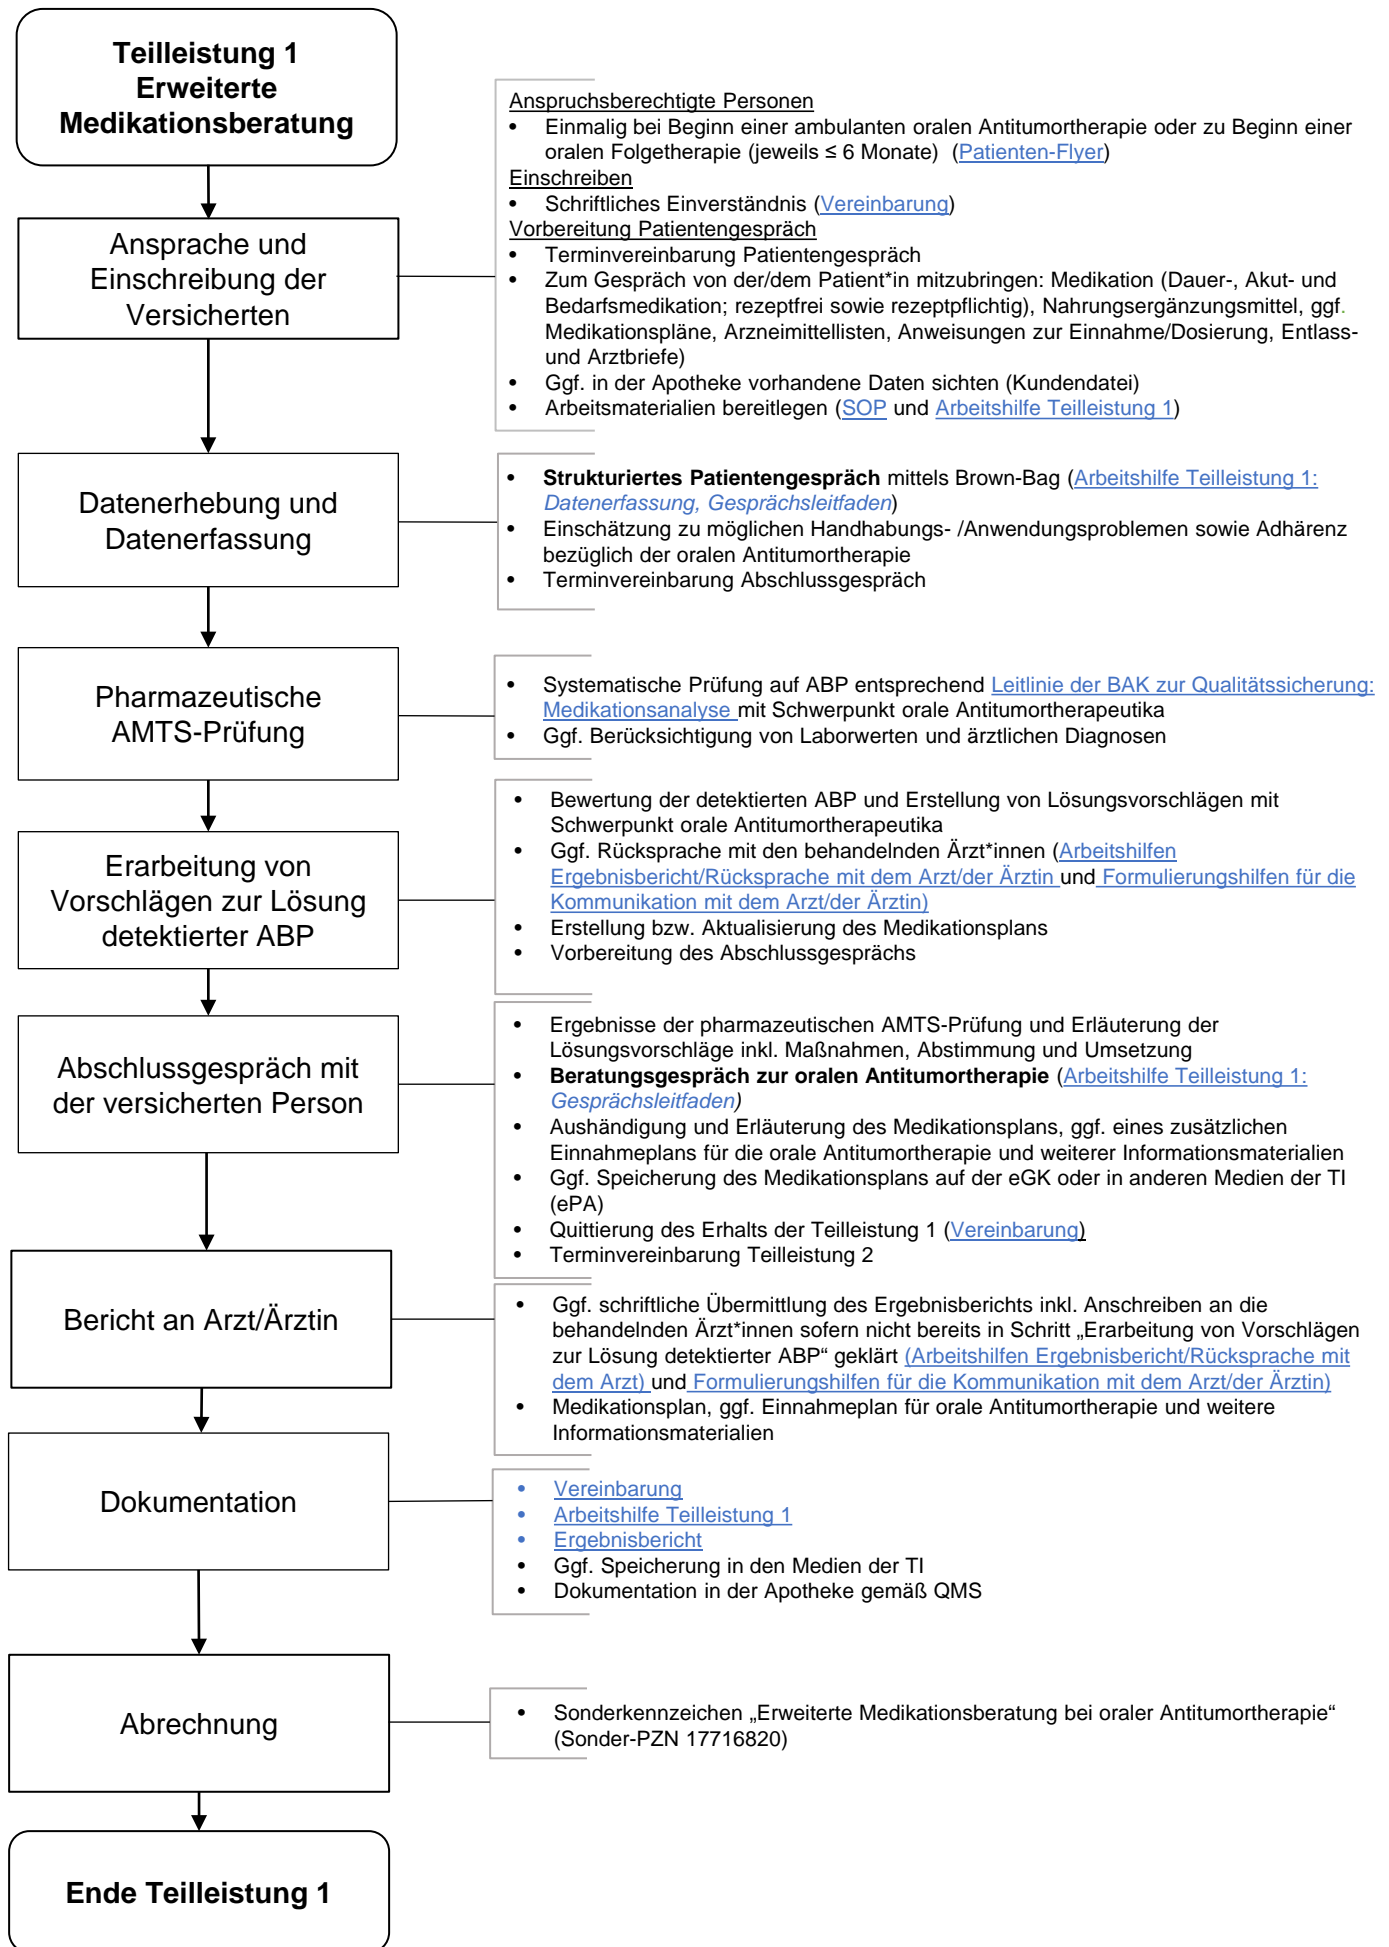 Teilleistung 1
Erweiterte
Medikationsberatung
Anspruchsberechtigte Personen
• Einmalig bei Beginn einer ambulanten oralen Antitumortherapie oder zu Beginn einer
oralen Folgetherapie (jeweils ≤ 6 Monate) (Patienten-Flyer)
Einschreiben
• Schriftliches Einverständnis (Vereinbarung)
Vorbereitung Patientengespräch
• Terminvereinbarung Patientengespräch
• Zum Gespräch von der/dem Patient*in mitzubringen: Medikation (Dauer-, Akut- und
Bedarfsmedikation; rezeptfrei sowie rezeptpflichtig), Nahrungsergänzungsmittel, ggf.
Medikationspläne, Arzneimittellisten, Anweisungen zur Einnahme/Dosierung, Entlass-
und Arztbriefe)
• Ggf. in der Apotheke vorhandene Daten sichten (Kundendatei)
• Arbeitsmaterialien bereitlegen (SOP und Arbeitshilfe Teilleistung 1)
Ansprache und
Einschreibung der
Versicherten
Datenerhebung und
Datenerfassung
• Strukturiertes Patientengespräch mittels Brown-Bag (Arbeitshilfe Teilleistung 1:
Datenerfassung, Gesprächsleitfaden)
• Einschätzung zu möglichen Handhabungs- /Anwendungsproblemen sowie Adhärenz
bezüglich der oralen Antitumortherapie
• Terminvereinbarung Abschlussgespräch
Pharmazeutische
AMTS-Prüfung
• Systematische Prüfung auf ABP entsprechend Leitlinie der BAK zur Qualitätssicherung:
Medikationsanalyse mit Schwerpunkt orale Antitumortherapeutika
• Ggf. Berücksichtigung von Laborwerten und ärztlichen Diagnosen
Erarbeitung von
Vorschlägen zur Lösung
detektierter ABP
• Bewertung der detektierten ABP und Erstellung von Lösungsvorschlägen mit
Schwerpunkt orale Antitumortherapeutika
• Ggf. Rücksprache mit den behandelnden Ärzt*innen (Arbeitshilfen
Ergebnisbericht/Rücksprache mit dem Arzt/der Ärztin und Formulierungshilfen für die
Kommunikation mit dem Arzt/der Ärztin)
• Erstellung bzw. Aktualisierung des Medikationsplans
• Vorbereitung des Abschlussgesprächs
Abschlussgespräch mit
der versicherten Person
• Ergebnisse der pharmazeutischen AMTS-Prüfung und Erläuterung der
Lösungsvorschläge inkl. Maßnahmen, Abstimmung und Umsetzung
• Beratungsgespräch zur oralen Antitumortherapie (Arbeitshilfe Teilleistung 1:
Gesprächsleitfaden)
• Aushändigung und Erläuterung des Medikationsplans, ggf. eines zusätzlichen
Einnahmeplans für die orale Antitumortherapie und weiterer Informationsmaterialien
• Ggf. Speicherung des Medikationsplans auf der eGK oder in anderen Medien der TI
(ePA)
• Quittierung des Erhalts der Teilleistung 1 (Vereinbarung)
• Terminvereinbarung Teilleistung 2
Bericht an Arzt/Ärztin
• Ggf. schriftliche Übermittlung des Ergebnisberichts inkl. Anschreiben an die
behandelnden Ärzt*innen sofern nicht bereits in Schritt „Erarbeitung von Vorschlägen
zur Lösung detektierter ABP“ geklärt (Arbeitshilfen Ergebnisbericht/Rücksprache mit
dem Arzt) und Formulierungshilfen für die Kommunikation mit dem Arzt/der Ärztin)
• Medikationsplan, ggf. Einnahmeplan für orale Antitumortherapie und weitere
Informationsmaterialien
Dokumentation
• Vereinbarung
• Arbeitshilfe Teilleistung 1
• Ergebnisbericht
• Ggf. Speicherung in den Medien der TI
• Dokumentation in der Apotheke gemäß QMS
Abrechnung
• Sonderkennzeichen „Erweiterte Medikationsberatung bei oraler Antitumortherapie“
(Sonder-PZN 17716820)
Ende Teilleistung 1